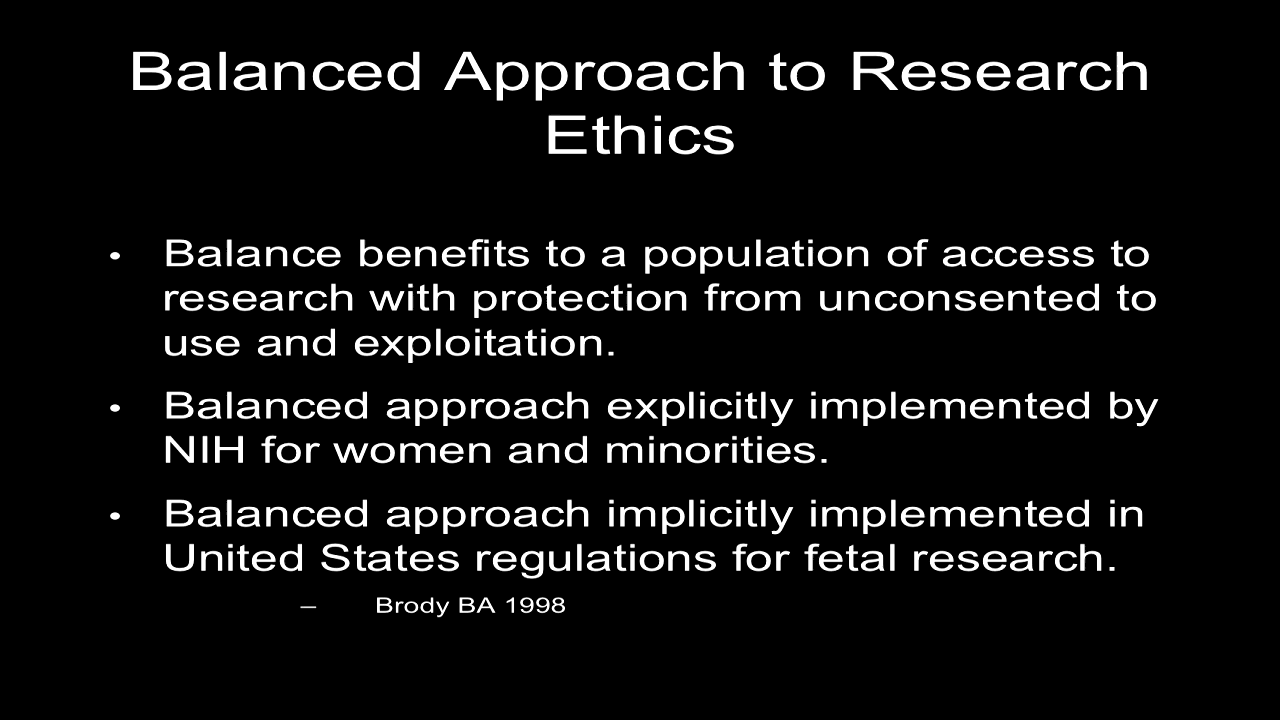 Balanced Approach to Research
Ethics
• Balance benefits to a population of access to
research with protection from unconsented to
use and exploitation.
• Balanced approach explicitly implemented by
NIH for women and minorities.
• Balanced approach implicitly implemented in
United States regulations for fetal research.
– Brody BA 1998